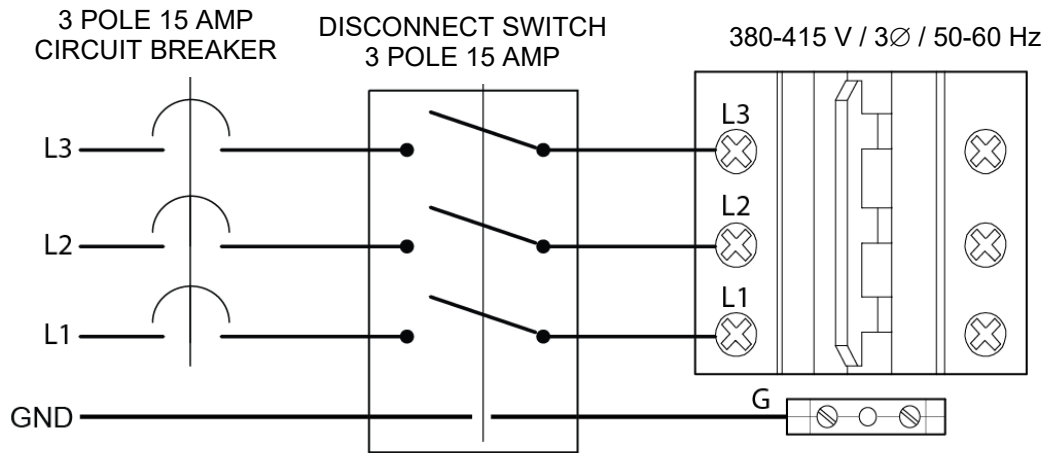 3 POLE 15 AMP
CIRCUIT BREAKER
DISCONNECT SWITCH
3 POLE 15 AMP
380-415 V / 3∅ / 50-60 Hz
L3
L3
L2
L2
L1
L1
GND
G